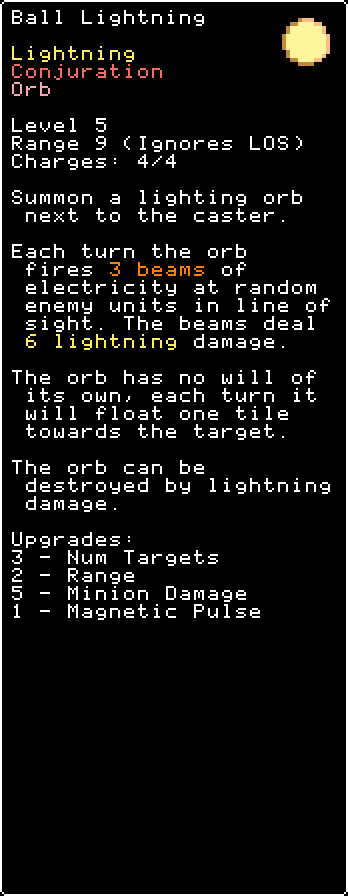 Ball Lightning
Lightning
Conjuration
Orb
Level 5
Range 9 (Ignores LOS)
Charges: 4/4
Summon a lighting orb
next to the caster.
Each turn the orb
fires 3 beams of
electricity at random
enemy units in line of
sight. The beams deal
6 lightning damage.
The orb has no will of
its own, each turn it
will float one tile
towards the target.
The orb can be
destroyed by lightning
damage.
Upgrades:
3 - Num Targets
2 - Range
5 - Minion Damage
1 - Magnetic Pulse